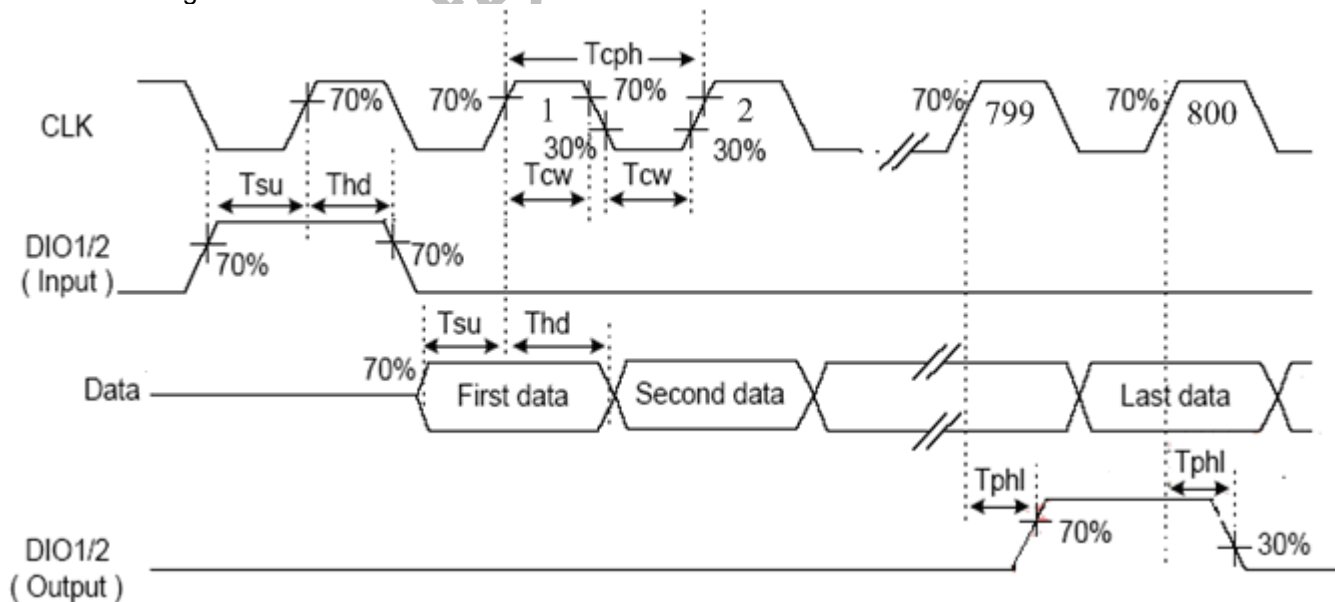 Tcph
70% 70% 70% 70% 70%
1 2 799 800
CLK
30% 30%
Tsu Thd Tcw Tcw
DIO1/2
( Input )
70% 70%
Tsu Thd
70%
Data First data Second data Last data
Tphl Tphl
70% 30%
DIO1/2
( Output )